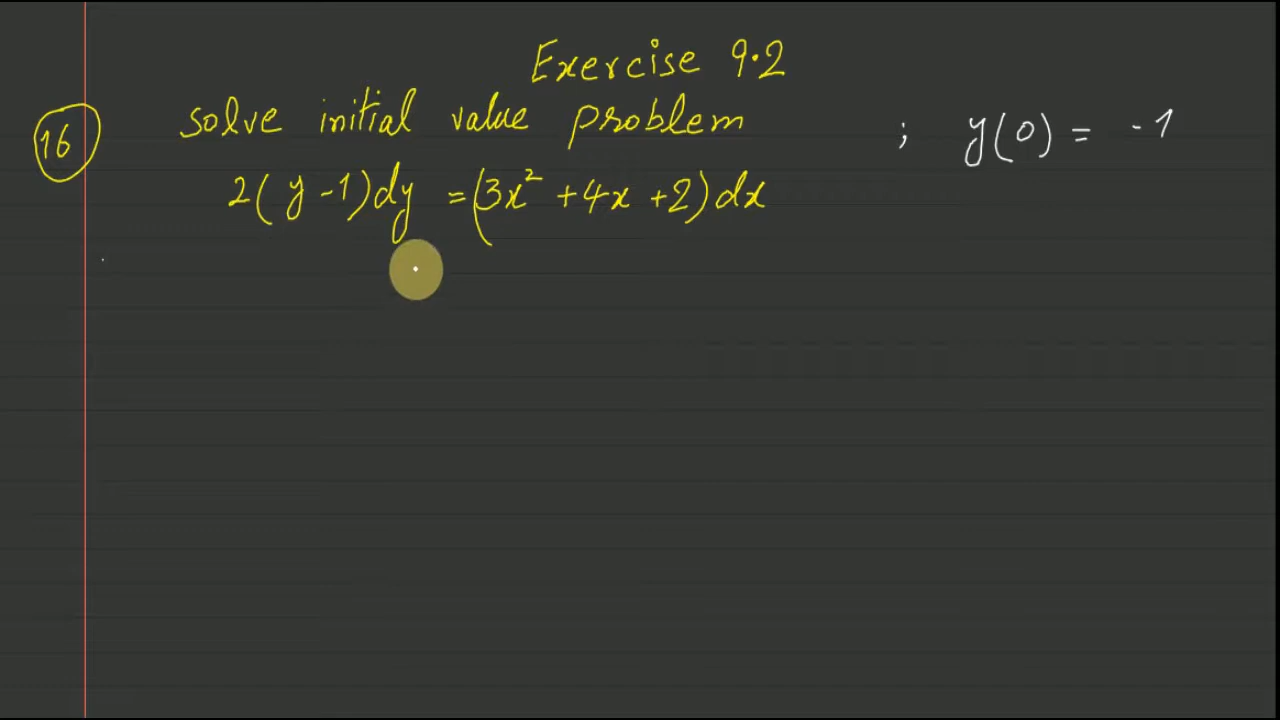 Exercise 9.2
16 solve initial value problem ; y(0) = -1
2(y-1)dy = (3x² +4x +2)dx